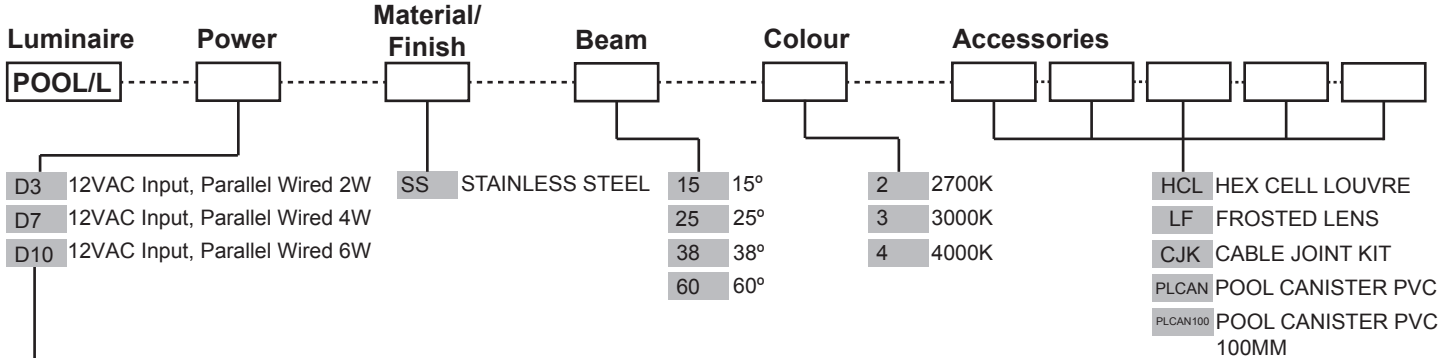 Luminaire Power Material/ Finish Beam Colour Accessories
POOL/L
D3 12VAC Input, Parallel Wired 2W
D7 12VAC Input, Parallel Wired 4W
D10 12VAC Input, Parallel Wired 6W
SS STAINLESS STEEL
15 15º
25 25º
38 38º
60 60º
2 2700K
3 3000K
4 4000K
HCL HEX CELL LOUVRE
LF FROSTED LENS
CJK CABLE JOINT KIT
PLCAN POOL CANISTER PVC
PLCAN100 POOL CANISTER PVC
100MM